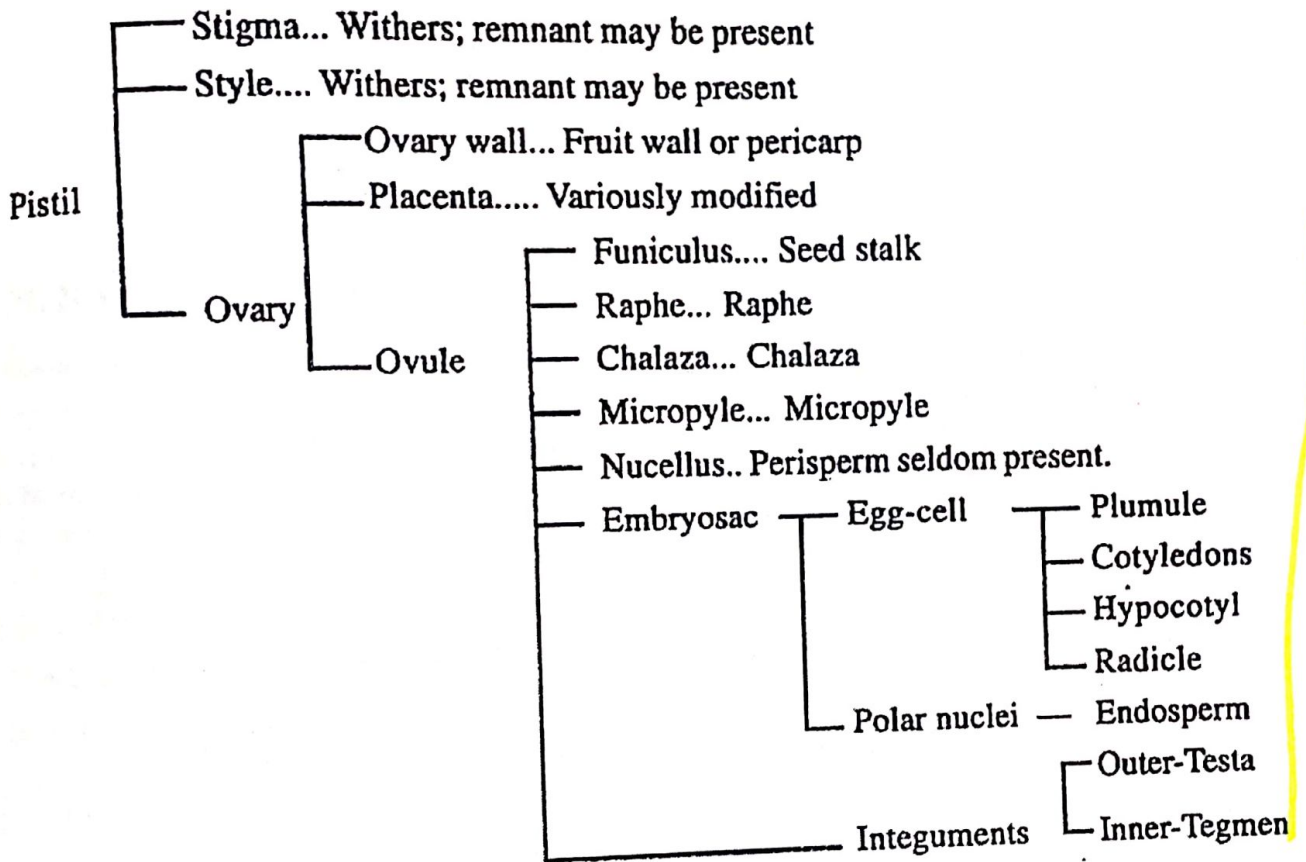 Stigma... Withers; remnant may be present
Style.... Withers; remnant may be present
Ovary wall... Fruit wall or pericarp
Pistil
Placenta..... Variously modified
Funiculus.... Seed stalk
Ovary
Raphe... Raphe
Ovule
Chalaza... Chalaza
Micropyle... Micropyle
Nucellus.. Perisperm seldom present.
Embryosac
Egg-cell
Plumule
Cotyledons
Hypocotyl
Radicle
Polar nuclei — Endosperm
Outer-Testa
Integuments
Inner-Tegmen